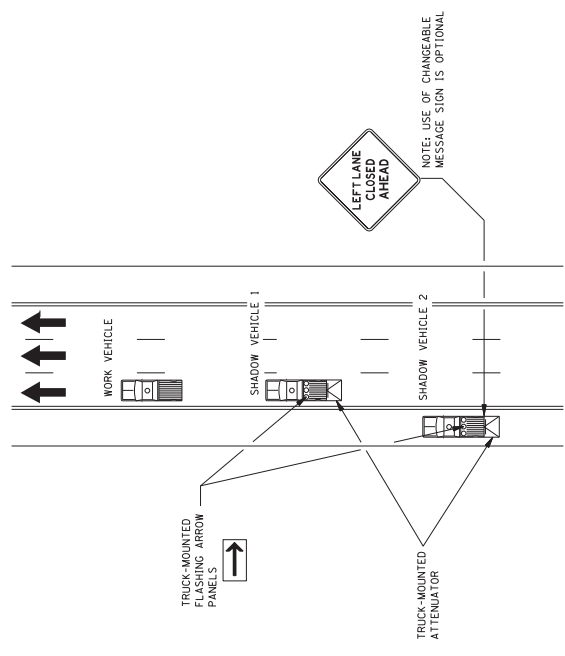 NOTE: USE OF CHANGEABLE
MESSAGE SIGN IS OPTIONAL
LEFT LANE
CLOSED
AHEAD
WORK VEHICLE
SHADOW VEHICLE 1
SHADOW VEHICLE 2
TRUCK-MOUNTED
FLASHING ARROW
PANELS
TRUCK-MOUNTED
ATTENUATOR